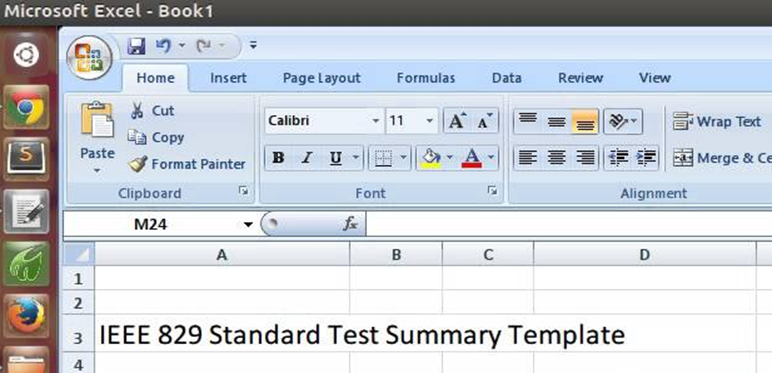 Microsoft Excel - Book1
Home Insert Page Layout Formulas Data Review View
Cut
Calibri 11 A A Wrap Text
Copy
Paste
Format Painter B I U A Merge & Ce
Clipboard Font Alignment
M24 fx
A B C D
1
2
3 IEEE 829 Standard Test Summary Template
4